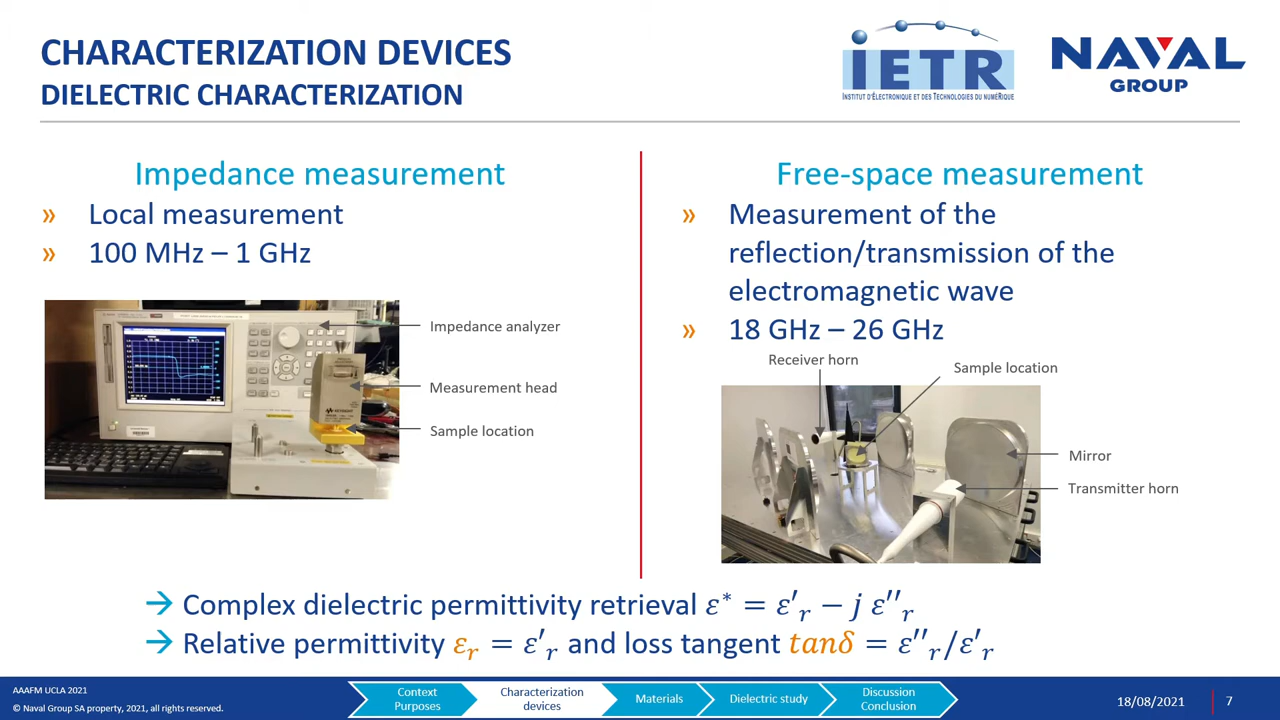 CHARACTERIZATION DEVICES
DIELECTRIC CHARACTERIZATION
IETR
INSTITUT D'ÉLECTRONIQUE ET DES TECHNOLOGIES DU NUMÉRIQUE
NAVAL
GROUP
Impedance measurement
» Local measurement
» 100 MHz – 1 GHz
Impedance analyzer
Measurement head
Sample location
Free-space measurement
» Measurement of the
reflection/transmission of the
electromagnetic wave
» 18 GHz – 26 GHz
Receiver horn
Sample location
Mirror
Transmitter horn
→ Complex dielectric permittivity retrieval ε* = ε′r − j ε′′r
→ Relative permittivity εr = ε′r and loss tangent tanδ = ε′′r/ε′r
AAAFM UCLA 2021
© Naval Group SA property, 2021, all rights reserved.
Context
Purposes
Characterization
devices
Materials
Dielectric study
Discussion
Conclusion
18/08/2021
7